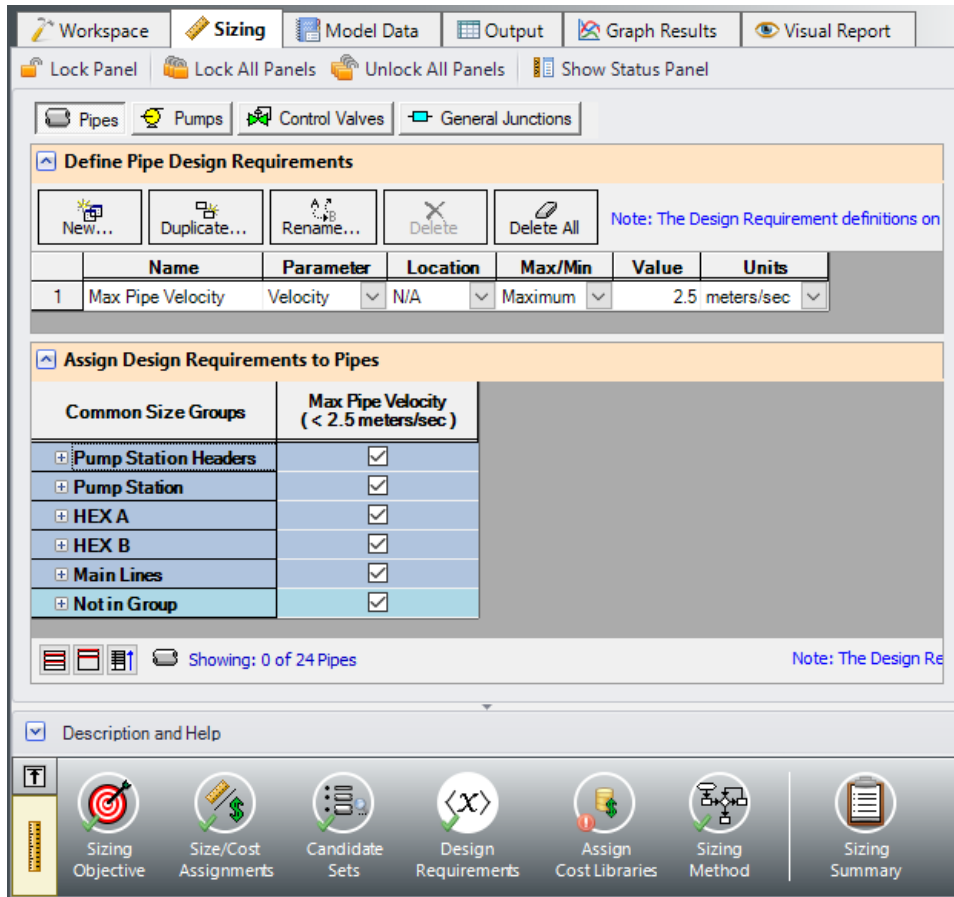 Workspace Sizing Model Data Output Graph Results Visual Report
Lock Panel Lock All Panels Unlock All Panels Show Status Panel
Pipes Pumps Control Valves General Junctions
Define Pipe Design Requirements
New... Duplicate... Rename... Delete Delete All Note: The Design Requirement definitions on
Name Parameter Location Max/Min Value Units
1 Max Pipe Velocity Velocity N/A Maximum 2.5 meters/sec
Assign Design Requirements to Pipes
Common Size Groups Max Pipe Velocity
( < 2.5 meters/sec )
Pump Station Headers
Pump Station
HEX A
HEX B
Main Lines
Not in Group
Showing: 0 of 24 Pipes Note: The Design Re
Description and Help
Sizing Size/Cost Candidate Design Assign Sizing Sizing
Objective Assignments Sets Requirements Cost Libraries Method Summary